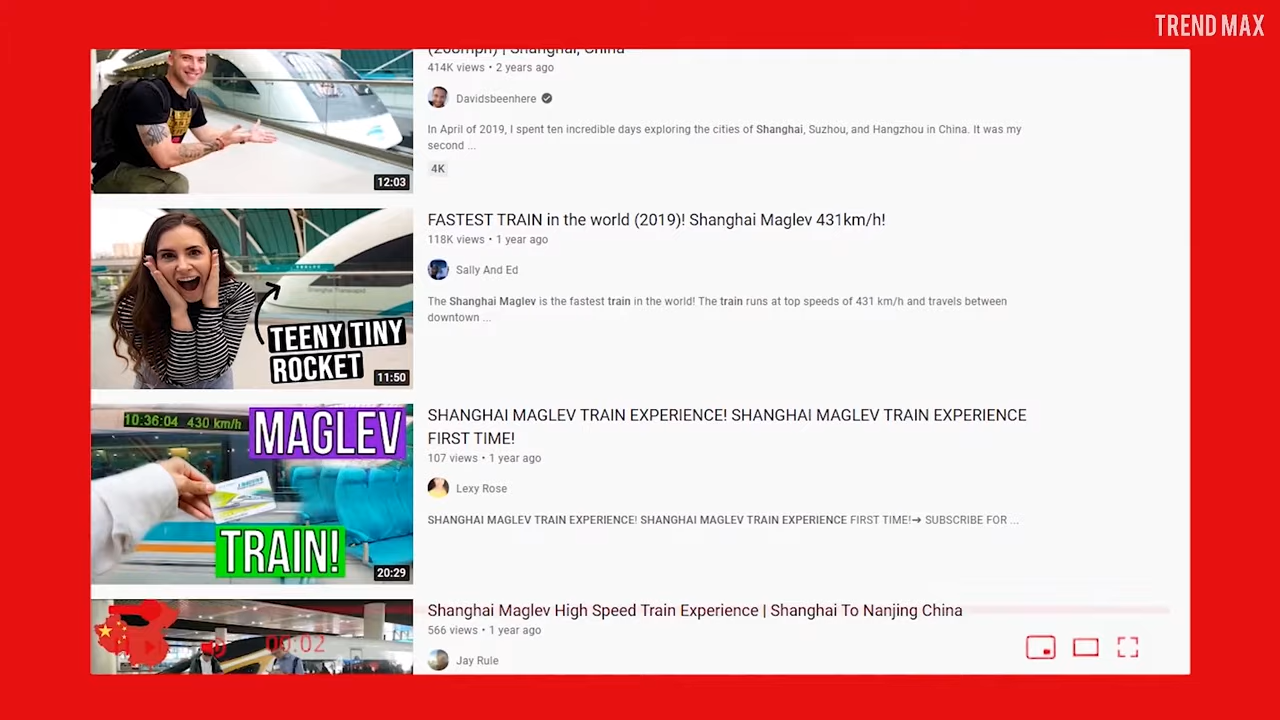 TREND MAX
(268mph) | Shanghai, China
414K views • 2 years ago
Davidsbeenhere
In April of 2019, I spent ten incredible days exploring the cities of Shanghai, Suzhou, and Hangzhou in China. It was my
second ...
4K
12:03
FASTEST TRAIN in the world (2019)! Shanghai Maglev 431km/h!
118K views • 1 year ago
Sally And Ed
The Shanghai Maglev is the fastest train in the world! The train runs at top speeds of 431 km/h and travels between
downtown ...
TEENY TINY
ROCKET
11:50
10:36:04 430 km/h
MAGLEV
TRAIN!
20:29
SHANGHAI MAGLEV TRAIN EXPERIENCE! SHANGHAI MAGLEV TRAIN EXPERIENCE
FIRST TIME!
107 views • 1 year ago
Lexy Rose
SHANGHAI MAGLEV TRAIN EXPERIENCE! SHANGHAI MAGLEV TRAIN EXPERIENCE FIRST TIME!➔ SUBSCRIBE FOR ...
Shanghai Maglev High Speed Train Experience | Shanghai To Nanjing China
566 views • 1 year ago
Jay Rule
00:02